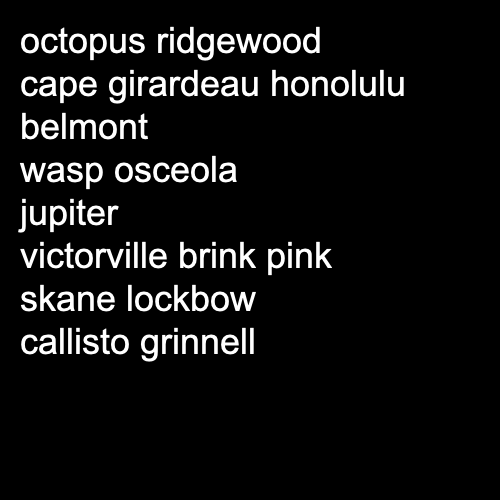 octopus ridgewood
cape girardeau honolulu
belmont
wasp osceola
jupiter
victorville brink pink
skane lockbow
callisto grinnell